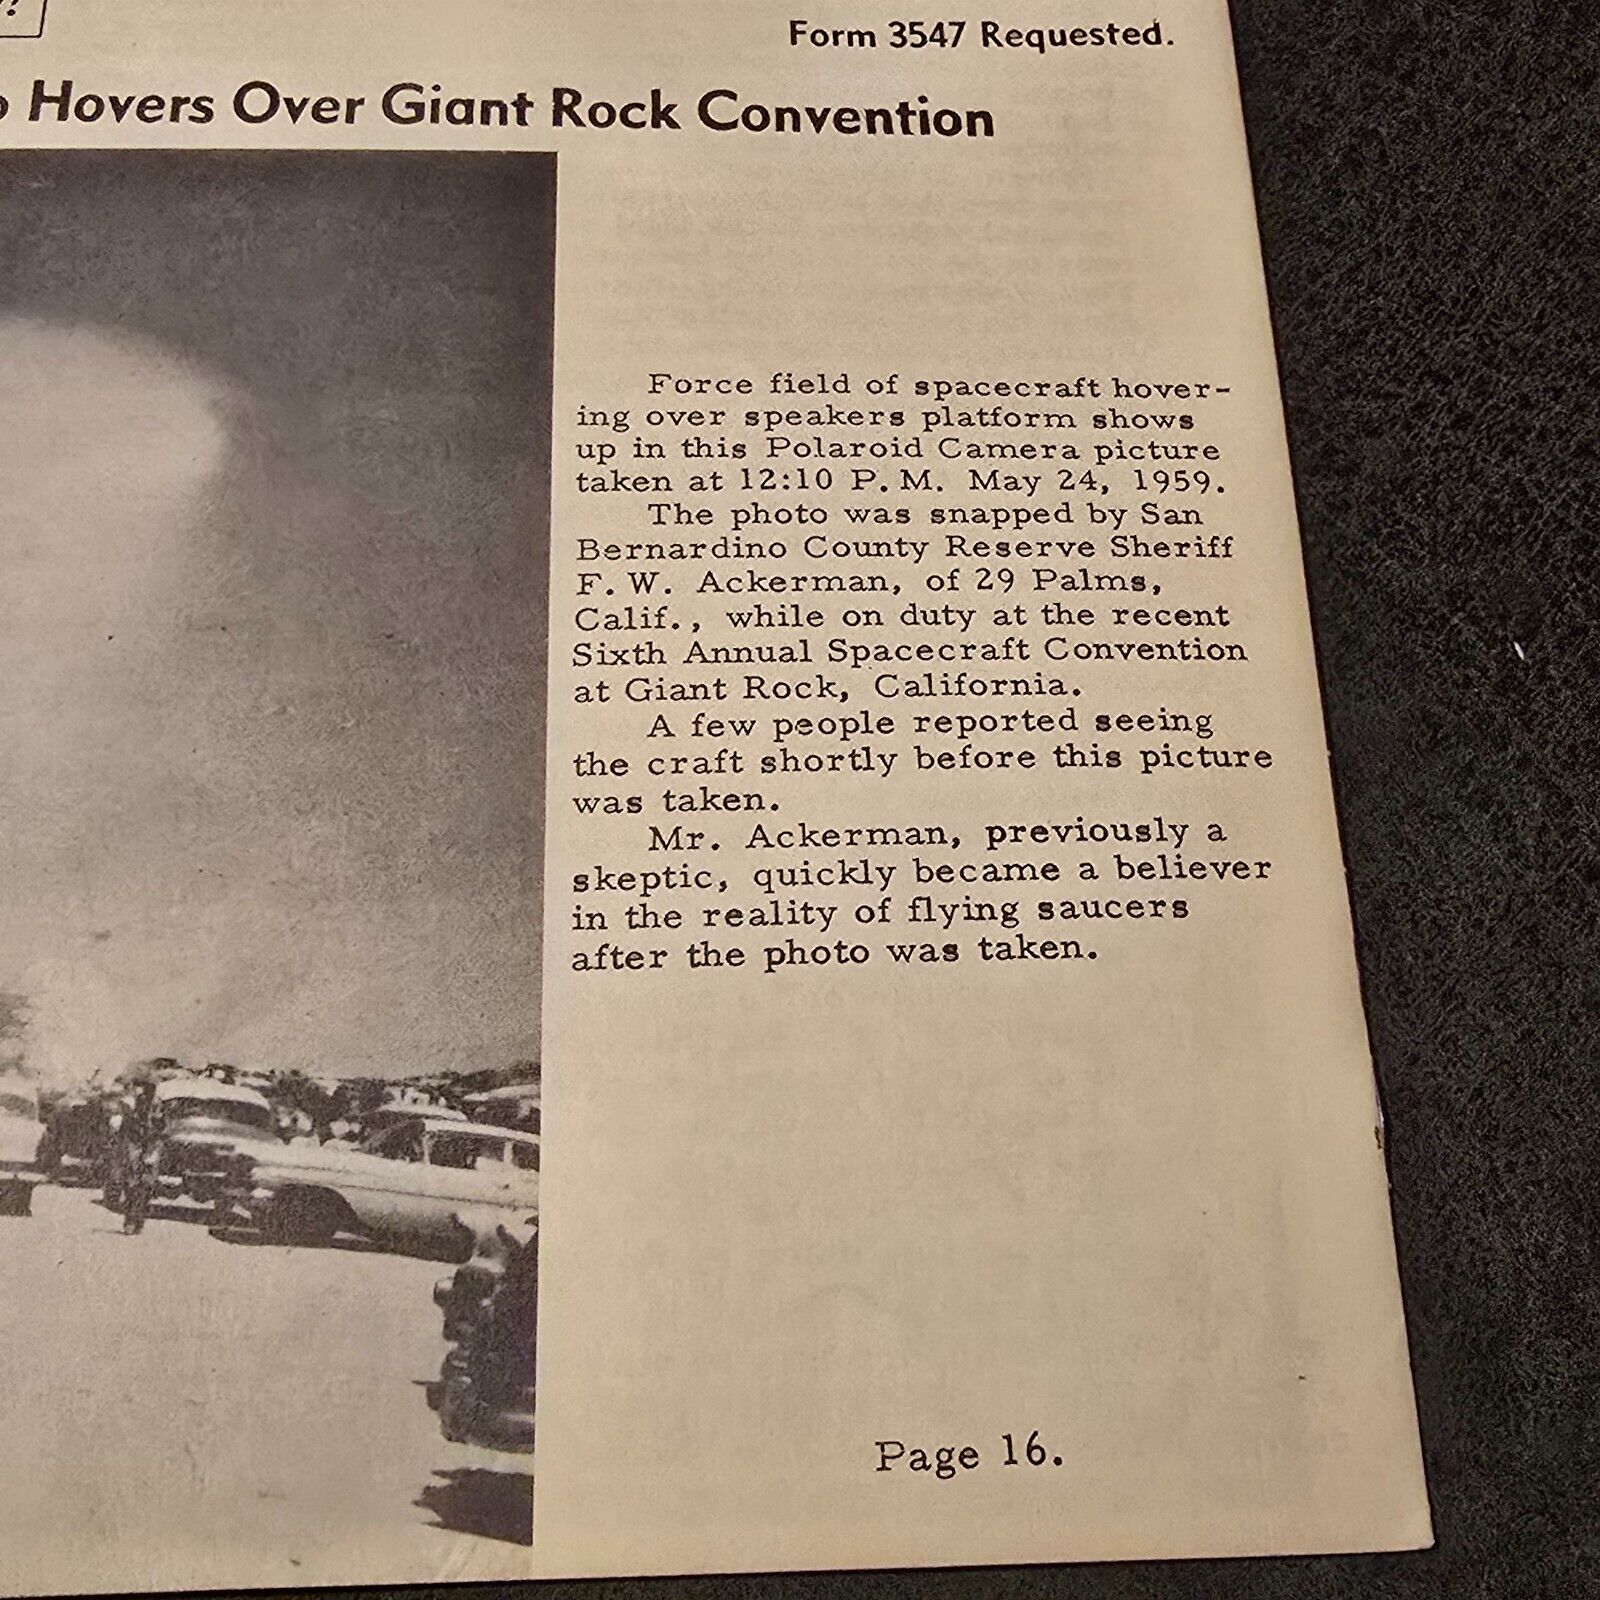 ?
Form 3547 Requested.
Hovers Over Giant Rock Convention
Force field of spacecraft hover-
ing over speakers platform shows
up in this Polaroid Camera picture
taken at 12:10 P.M. May 24, 1959.
The photo was snapped by San
Bernardino County Reserve Sheriff
F. W. Ackerman, of 29 Palms,
Calif., while on duty at the recent
Sixth Annual Spacecraft Convention
at Giant Rock, California.
A few people reported seeing
the craft shortly before this picture
was taken.
Mr. Ackerman, previously a
skeptic, quickly became a believer
in the reality of flying saucers
after the photo was taken.
Page 16.